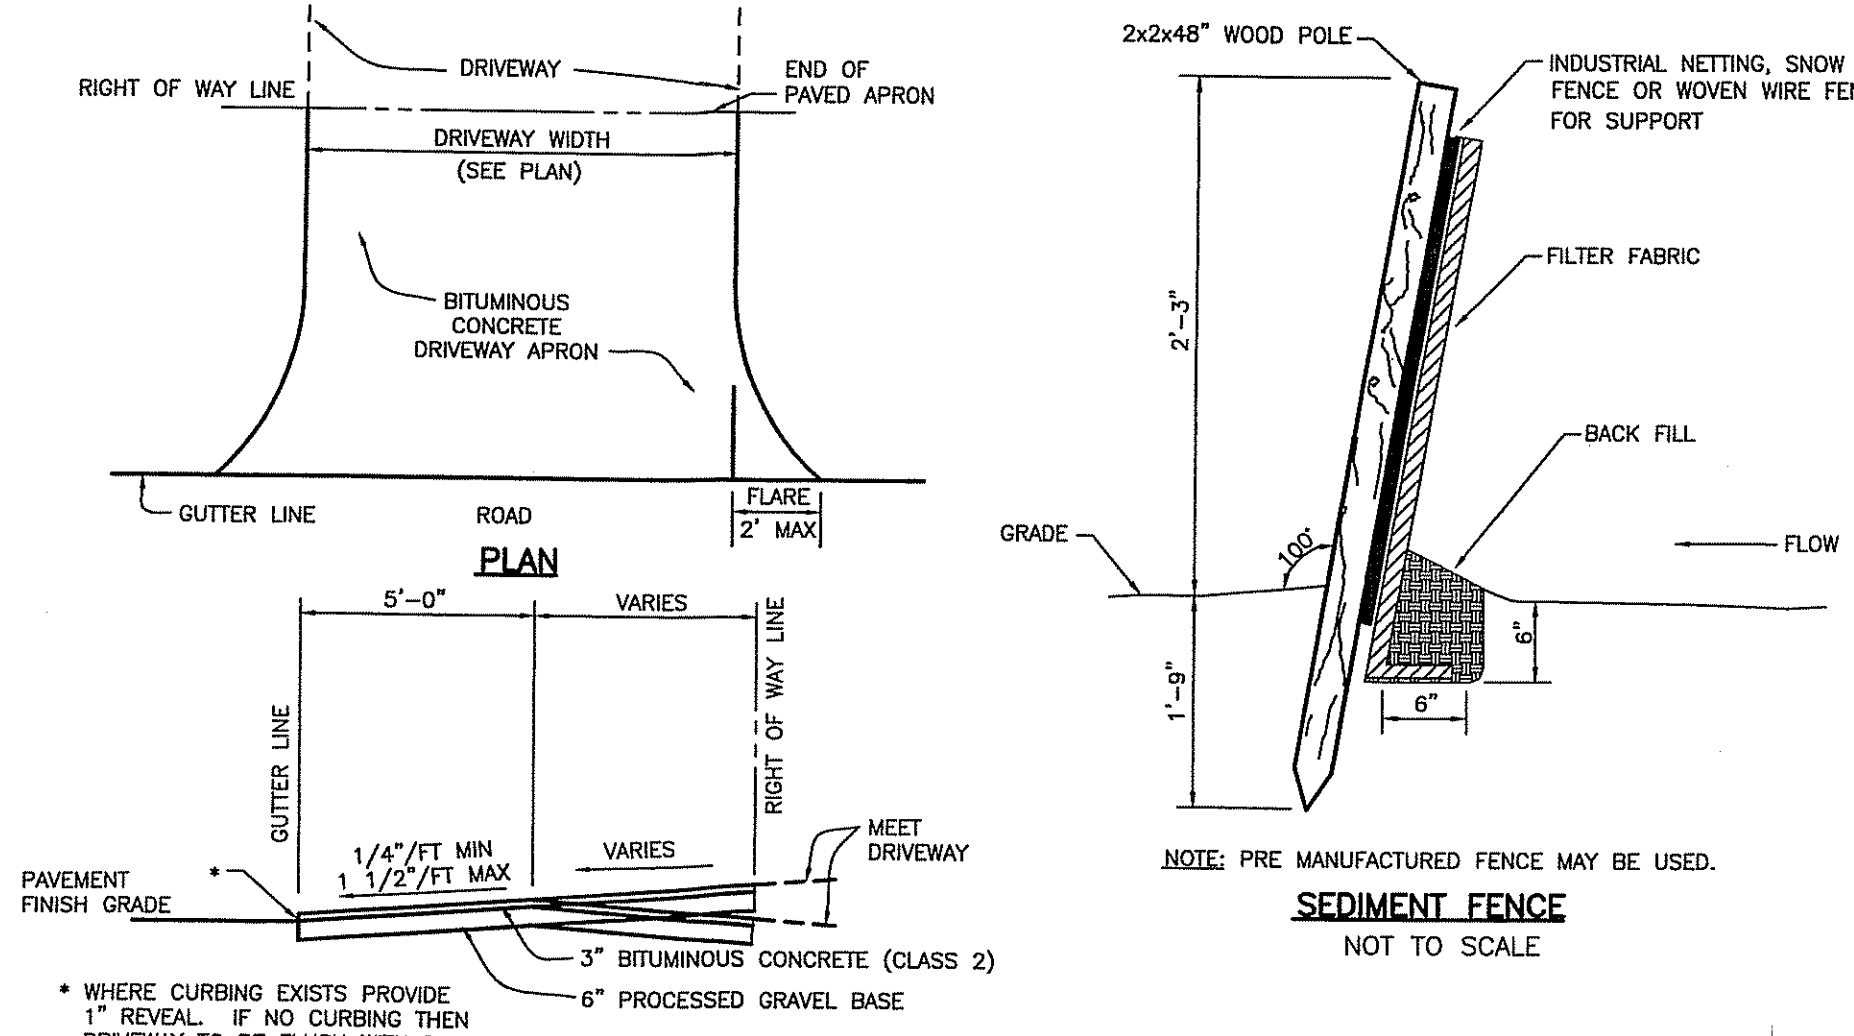 RIGHT OF WAY LINE
DRIVEWAY
END OF
PAVED APRON
DRIVEWAY WIDTH
(SEE PLAN)
BITUMINOUS
CONCRETE
DRIVEWAY APRON
GUTTER LINE
ROAD
FLARE
2' MAX
PLAN
5'-0"
VARIES
GUTTER LINE
RIGHT OF WAY LINE
1/4"/FT MIN
1 1/2"/FT MAX
VARIES
MEET
DRIVEWAY
PAVEMENT
FINISH GRADE
*
3" BITUMINOUS CONCRETE (CLASS 2)
6" PROCESSED GRAVEL BASE
* WHERE CURBING EXISTS PROVIDE
1" REVEAL. IF NO CURBING THEN
2x2x48" WOOD POLE
INDUSTRIAL NETTING, SNOW
FENCE OR WOVEN WIRE
FOR SUPPORT
FILTER FABRIC
2'-3"
BACK FILL
GRADE
100°
FLOW
1'-9"
6"
6"
NOTE: PRE MANUFACTURED FENCE MAY BE USED.
SEDIMENT FENCE
NOT TO SCALE